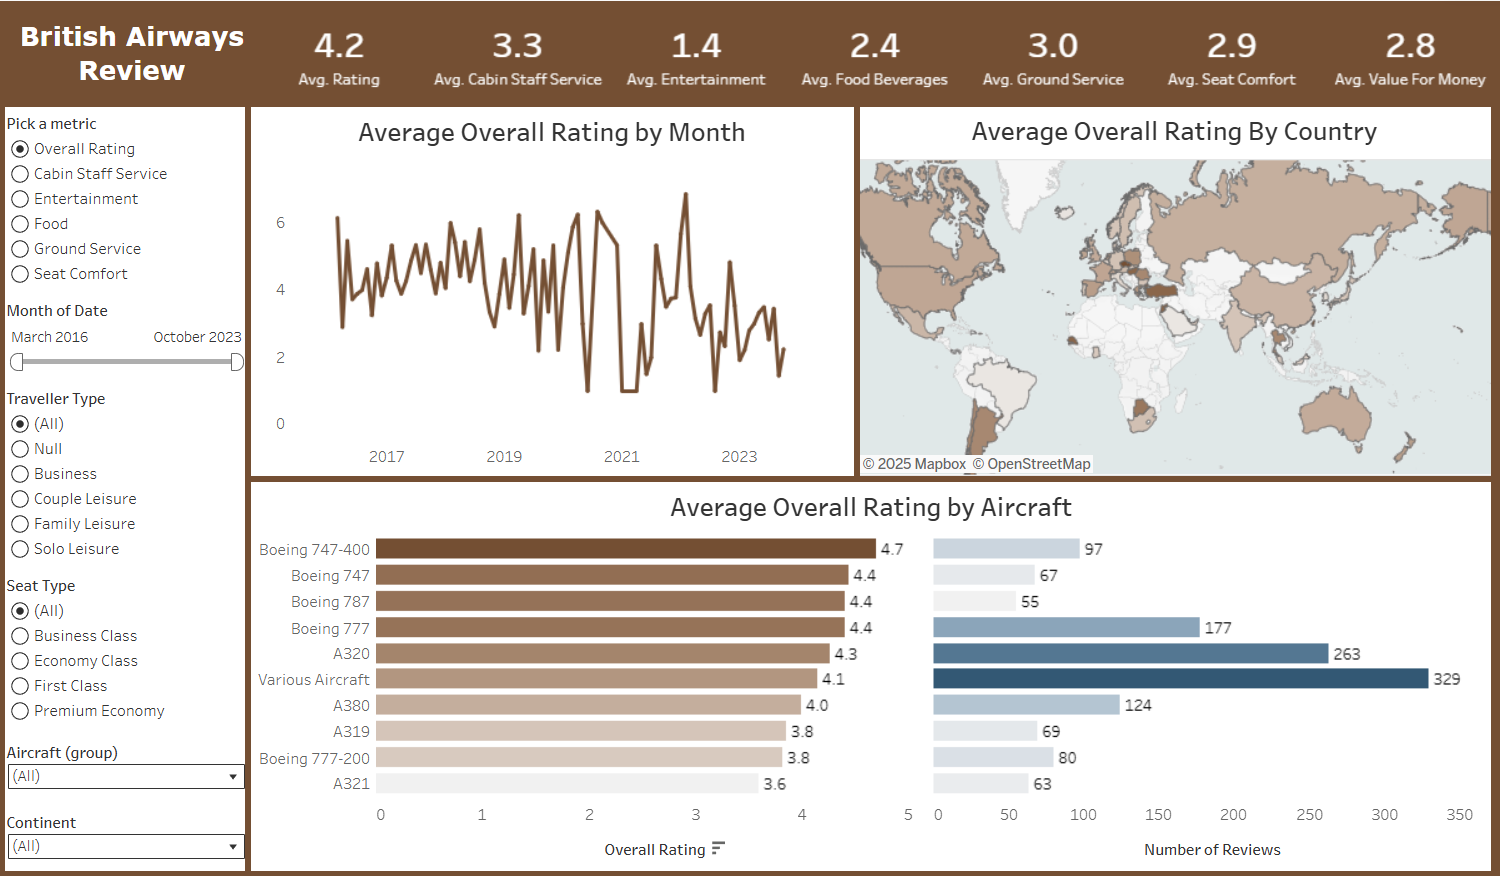 British Airways
Review
4.2
Avg. Rating
3.3
Avg. Cabin Staff Service
1.4
Avg. Entertainment
2.4
Avg. Food Beverages
3.0
Avg. Ground Service
2.9
Avg. Seat Comfort
2.8
Avg. Value For Money
Pick a metric
Overall Rating
Cabin Staff Service
Entertainment
Food
Ground Service
Seat Comfort
Month of Date
March 2016 October 2023
Traveller Type
(All)
Null
Business
Couple Leisure
Family Leisure
Solo Leisure
Seat Type
(All)
Business Class
Economy Class
First Class
Premium Economy
Aircraft (group)
(All)
Continent
(All)
Average Overall Rating by Month
6
4
2
0
2017 2019 2021 2023
Average Overall Rating By Country
© 2025 Mapbox © OpenStreetMap
Average Overall Rating by Aircraft
Boeing 747-400 4.7 97
Boeing 747 4.4 67
Boeing 787 4.4 55
Boeing 777 4.4 177
A320 4.3 263
Various Aircraft 4.1 329
A380 4.0 124
A319 3.8 69
Boeing 777-200 3.8 80
A321 3.6 63
0 1 2 3 4 5 0 50 100 150 200 250 300 350
Overall Rating Number of Reviews